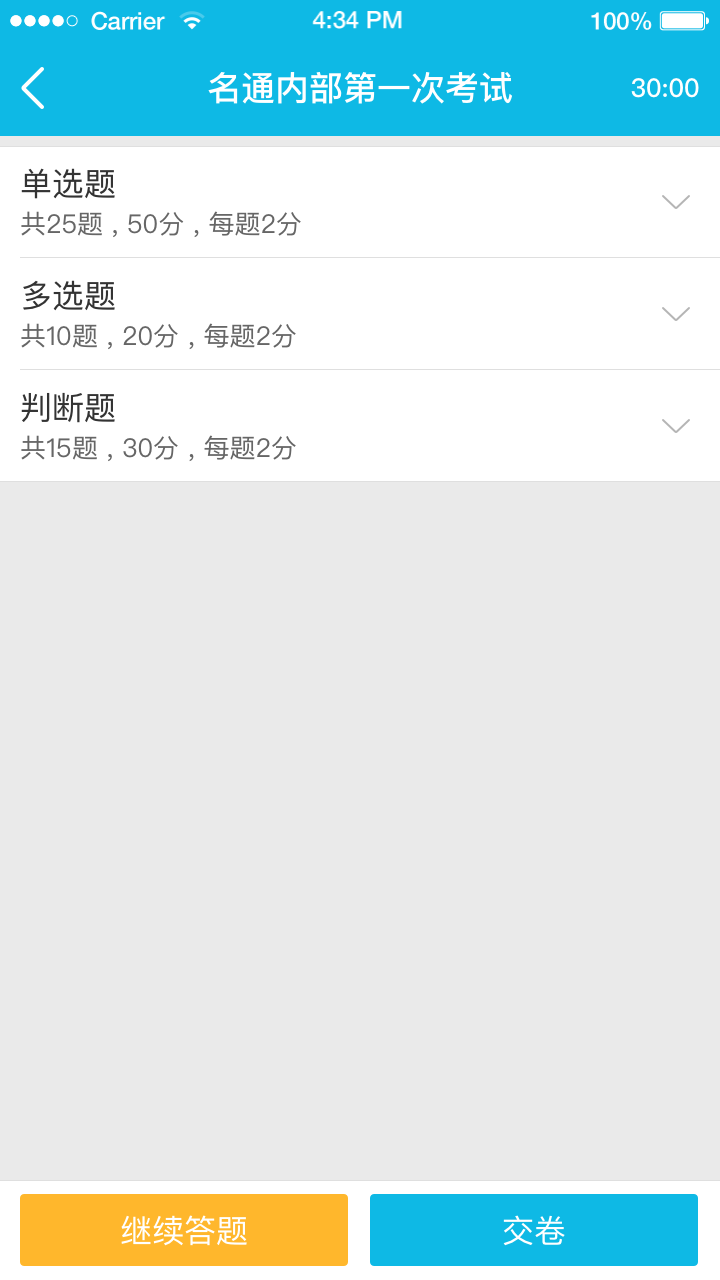 Carrier 4:34 PM 100%
名通内部第一次考试 30:00
单选题
共25题，50分，每题2分
多选题
共10题，20分，每题2分
判断题
共15题，30分，每题2分
继续答题 交卷